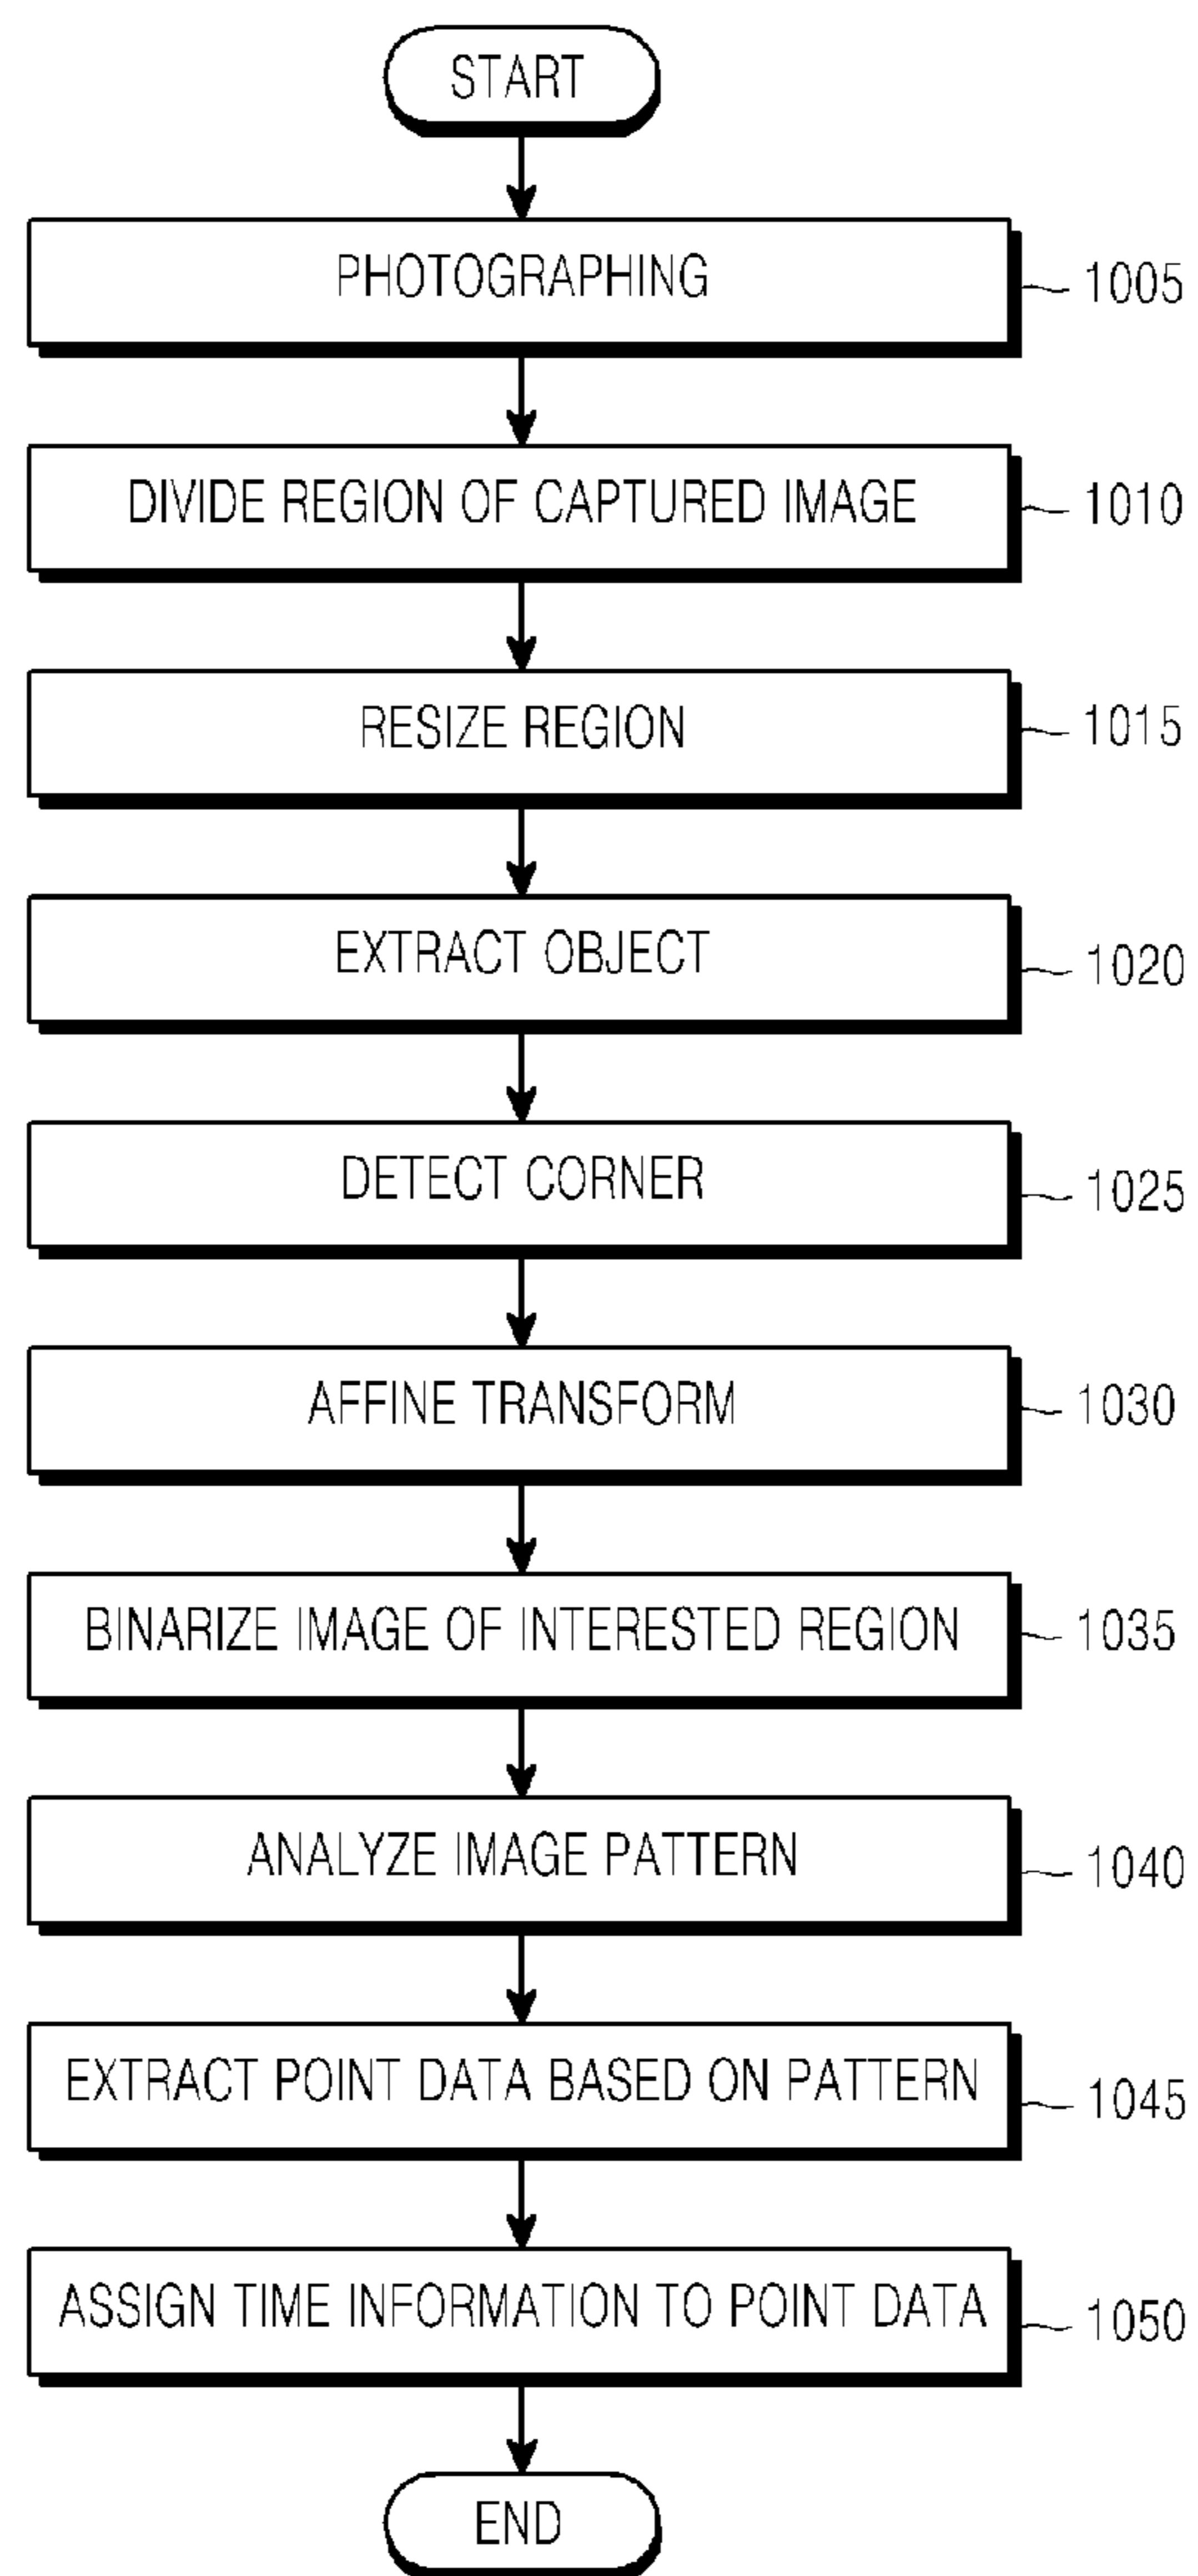 START
PHOTOGRAPHING
1005
DIVIDE REGION OF CAPTURED IMAGE
1010
RESIZE REGION
1015
EXTRACT OBJECT
1020
DETECT CORNER
1025
AFFINE TRANSFORM
1030
BINARIZE IMAGE OF INTERESTED REGION
1035
ANALYZE IMAGE PATTERN
1040
EXTRACT POINT DATA BASED ON PATTERN
1045
ASSIGN TIME INFORMATION TO POINT DATA
1050
END